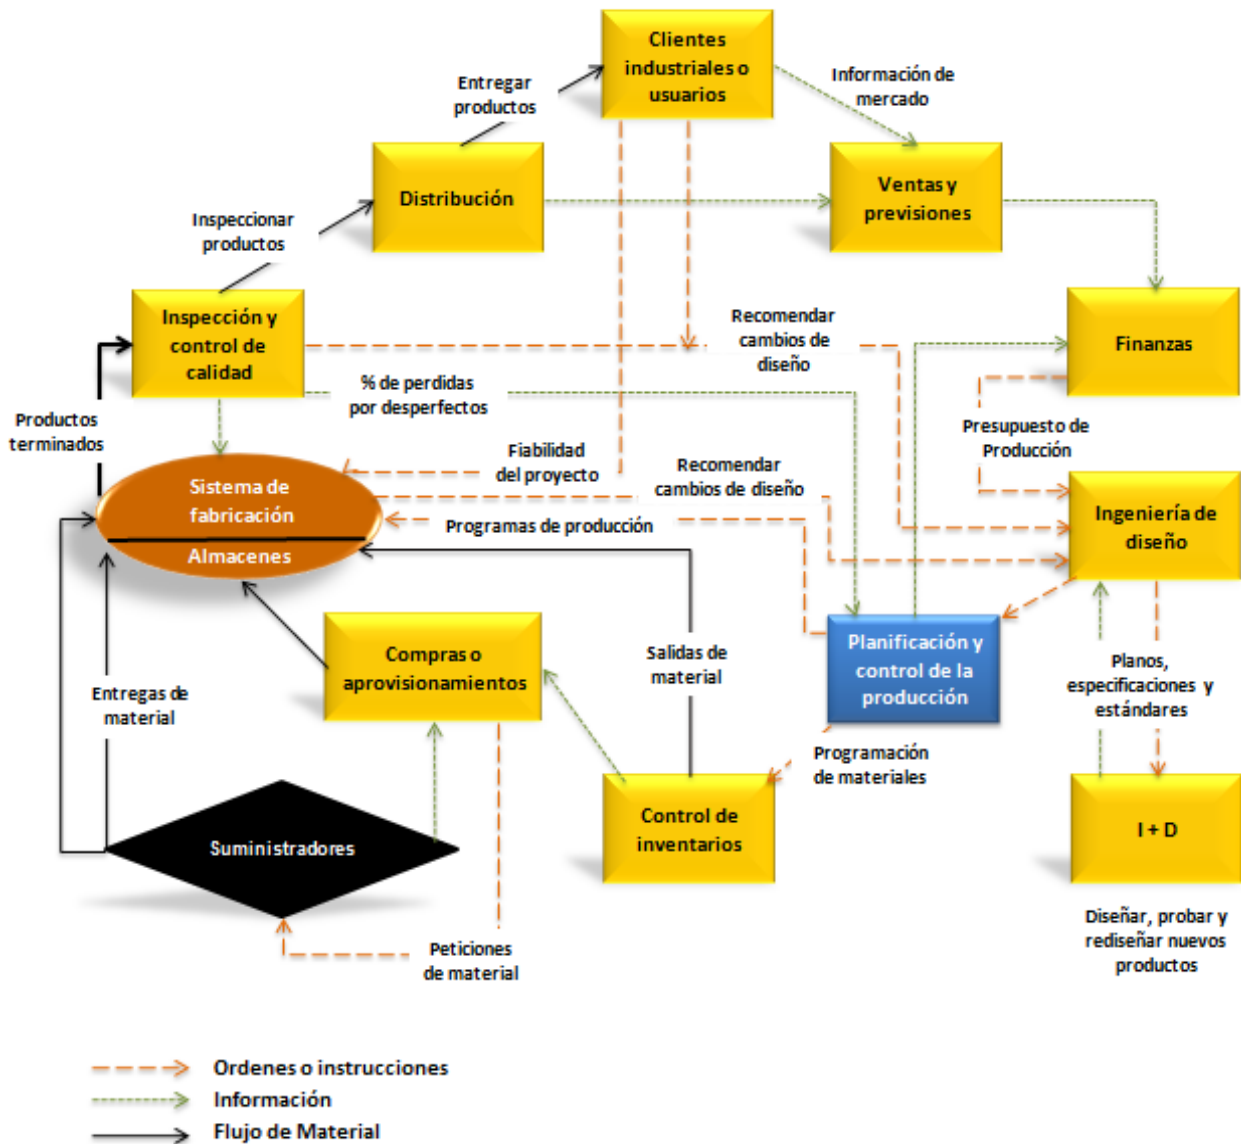 Clientes
industriales o
usuarios
Entregar
productos
Información de
mercado
Distribución
Ventas y
previsiones
Inspeccionar
productos
Inspección y
control de
calidad
Recomendar
cambios de
diseño
Finanzas
% de perdidas
por desperfectos
Productos
terminados
Presupuesto de
Producción
Fiabilidad
del proyecto
Recomendar
cambios de diseño
Sistema de
fabricación
Almacenes
Programas de producción
Ingeniería de
diseño
Compras o
aprovisionamientos
Salidas de
material
Planificación y
control de la
producción
Planos,
especificaciones y
estándares
Entregas de
material
Programación
de materiales
Suministradores
Control de
inventarios
I + D
Peticiones
de material
Diseñar, probar y
rediseñar nuevos
productos
Ordenes o instrucciones
Información
Flujo de Material